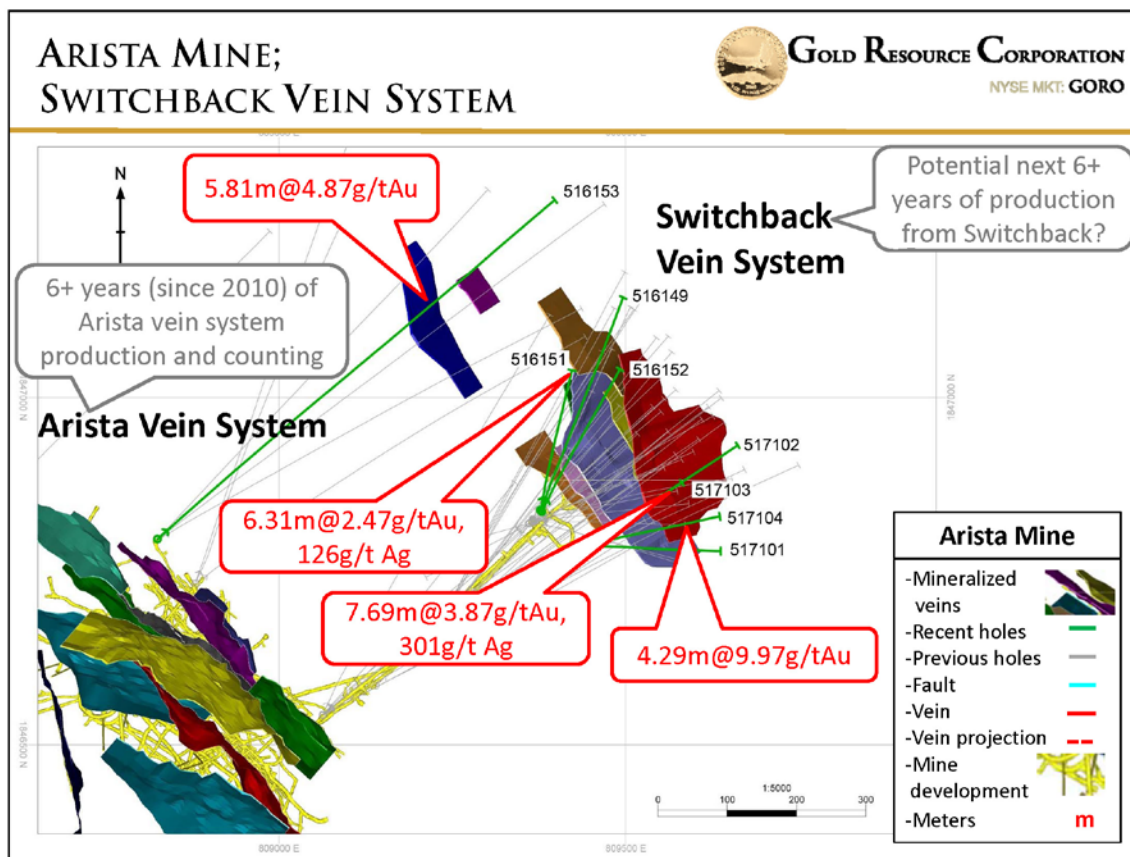 ARISTA MINE;
SWITCHBACK VEIN SYSTEM
GOLD RESOURCE CORPORATION
NYSE MKT: GORO
N
5.81m@4.87g/tAu
516153
Switchback
Vein System
Potential next 6+
years of production
from Switchback?
6+ years (since 2010) of
Arista vein system
production and counting
Arista Vein System
516149
516151
516152
1847000 N
1847000 N
517102
517103
517104
517101
6.31m@2.47g/tAu,
126g/t Ag
7.69m@3.87g/tAu,
301g/t Ag
4.29m@9.97g/tAu
Arista Mine
-Mineralized
veins
-Recent holes
-Previous holes
-Fault
-Vein
-Vein projection
-Mine
development
-Meters
m
1846500 N
1:5000
0 100 200 300
809000 E